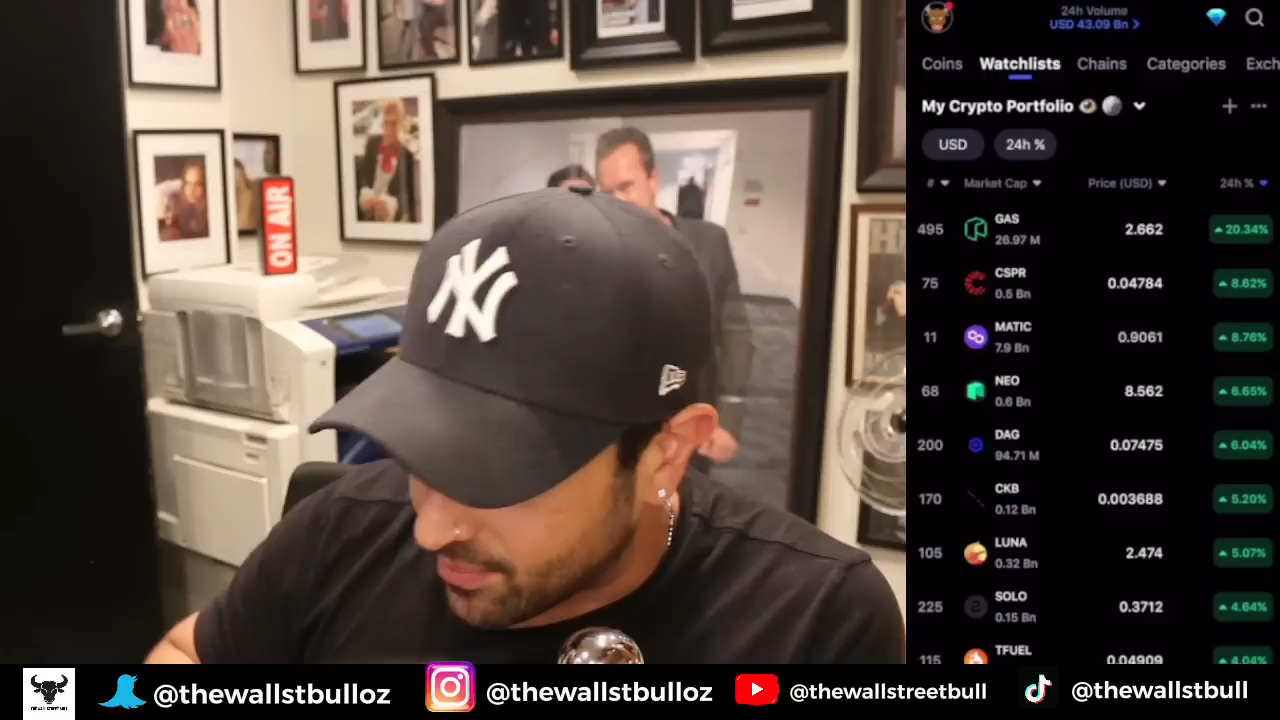 ON AIR
NY
24h Volume
USD 43.09 Bn >
Coins Watchlists Chains Categories Exch
My Crypto Portfolio
USD 24h %
# Market Cap Price (USD) 24h %
495 GAS 26.97 M 2.662 20.34%
75 CSPR 0.5 Bn 0.04784 8.62%
11 MATIC 7.9 Bn 0.9061 8.76%
68 NEO 0.6 Bn 8.562 6.65%
200 DAG 94.71 M 0.07475 6.04%
170 CKB 0.12 Bn 0.003688 5.20%
105 LUNA 0.32 Bn 2.474 5.07%
225 SOLO 0.15 Bn 0.3712 4.64%
115 TFUEL 0.04909 4.04%
@thewallstbulloz @thewallstbulloz @thewallstreetbull @thewallstbull